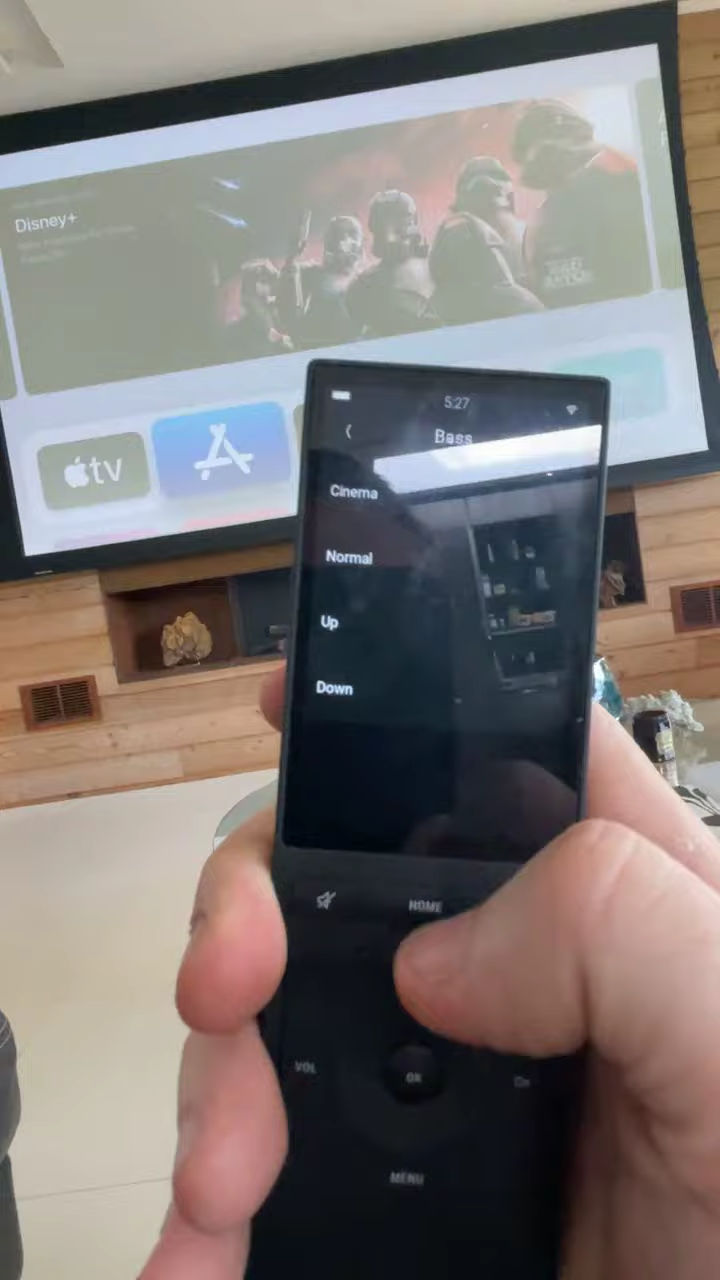 Disney+
tv
5:27
Bass
Cinema
Normal
Up
Down
HOME
VOL
OK
MENU